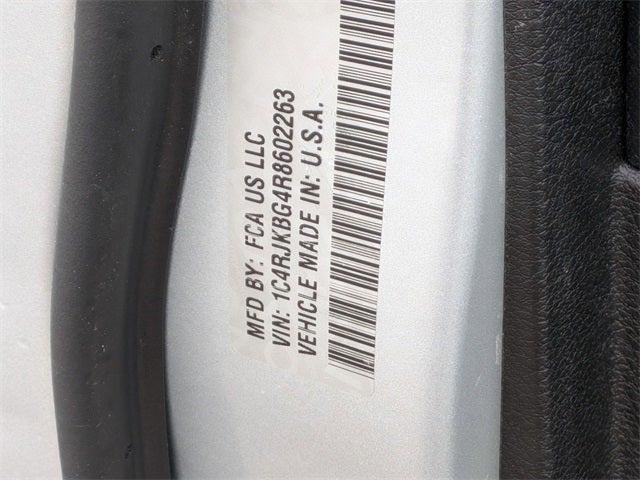 MFD BY: FCA US LLC
VIN: 1C4RJKBG4R8602263
VEHICLE MADE IN: U.S.A.